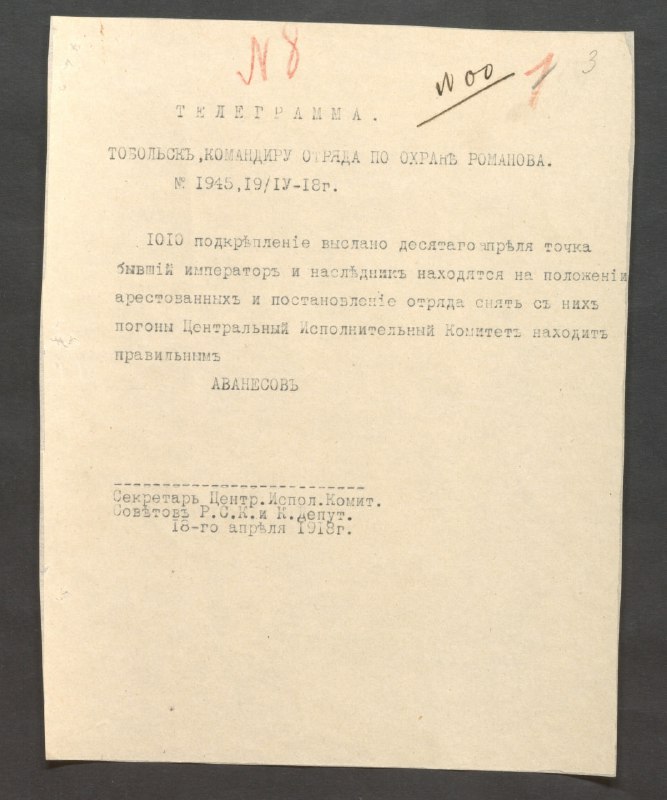 N 8
N 00
1
3
ТЕЛЕГРАММА.
ТОБОЛЬСКЪ, КОМАНДИРУ ОТРЯДА ПО ОХРАНѢ РОМАНОВА.
№ 1945, 19/IУ-18г.
1010 подкрѣпленіе выслано десятаго апрѣля точка
бывшій императоръ и наслѣдникъ находятся на положеніи
арестованныхъ и постановленіе отряда снять съ нихъ
погоны Центральный Исполнительный Комитетъ находитъ
правильнымъ
АВАНЕСОВЪ
Секретарь Центр.Испол.Комит.
Совѣтовъ Р.С.К.и К.Депут.
18-го апрѣля 1918г.